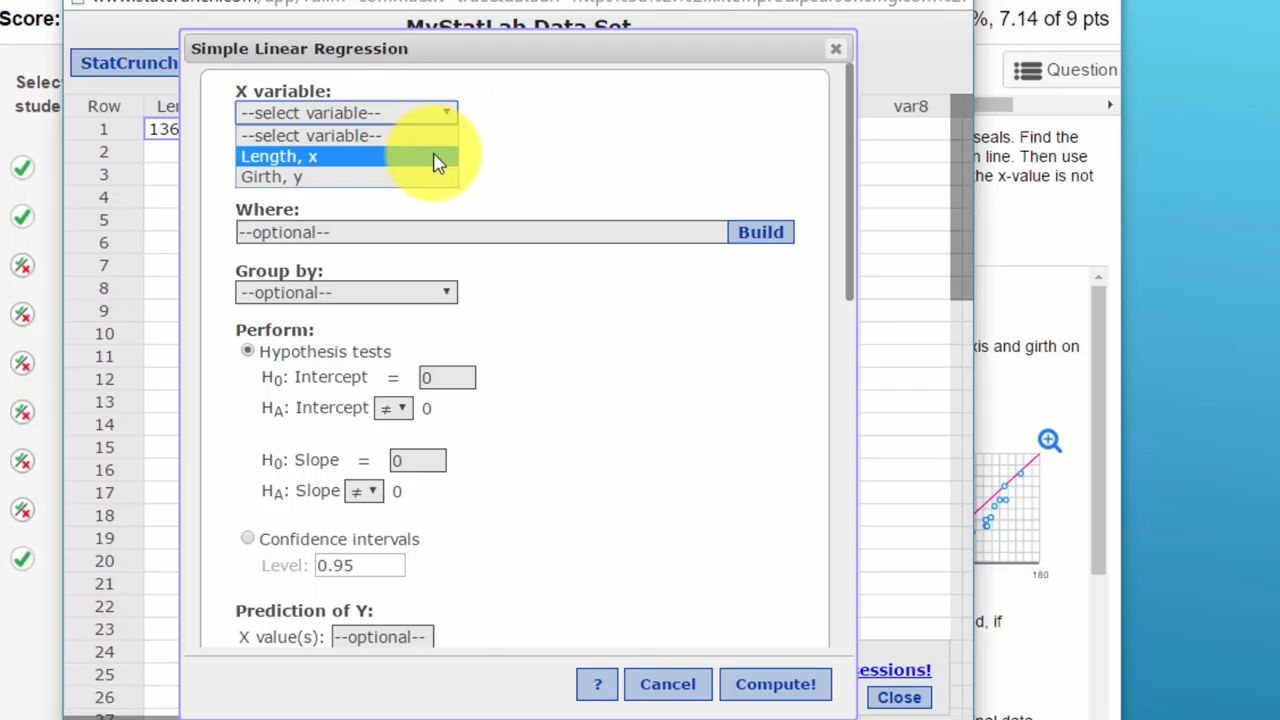 Score:
%, 7.14 of 9 pts
MyStatLab Data Set
Simple Linear Regression
StatCrunch
Question
Selec
stude
X variable:
--select variable--
--select variable--
Length, x
Girth, y
Row
Len
var8
1
136
2
3
4
5
6
7
8
9
10
11
12
13
14
15
16
17
18
19
20
21
22
23
24
25
26
Where:
--optional--
Build
Group by:
--optional--
Perform:
Hypothesis tests
H0: Intercept = 0
HA: Intercept ≠ 0
H0: Slope = 0
HA: Slope ≠ 0
Confidence intervals
Level: 0.95
Prediction of Y:
X value(s): --optional--
?
Cancel
Compute!
seals. Find the
n line. Then use
the x-value is not
xis and girth on
180
d, if
essions!
Close
nal data